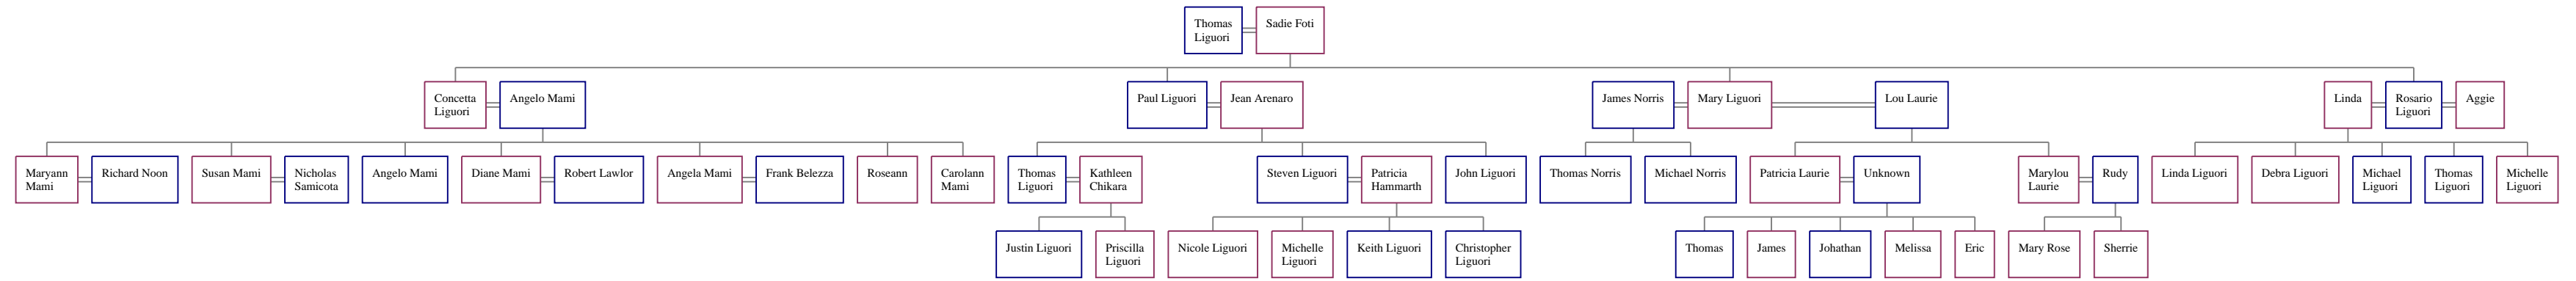 Thomas
Liguori
Sadie Foti
Concetta
Liguori
Angelo Mami
Paul Liguori
Jean Arenaro
James Norris
Mary Liguori
Lou Laurie
Linda
Rosario
Liguori
Aggie
Maryann
Mami
Richard Noon
Susan Mami
Nicholas
Samicota
Angelo Mami
Diane Mami
Robert Lawlor
Angela Mami
Frank Belezza
Roseann
Carolann
Mami
Thomas
Liguori
Kathleen
Chikara
Steven Liguori
Patricia
Hammarth
John Liguori
Thomas Norris
Michael Norris
Patricia Laurie
Unknown
Marylou
Laurie
Rudy
Linda Liguori
Debra Liguori
Michael
Liguori
Thomas
Liguori
Michelle
Liguori
Justin Liguori
Priscilla
Liguori
Nicole Liguori
Michelle
Liguori
Keith Liguori
Christopher
Liguori
Thomas
James
Johathan
Melissa
Eric
Mary Rose
Sherrie